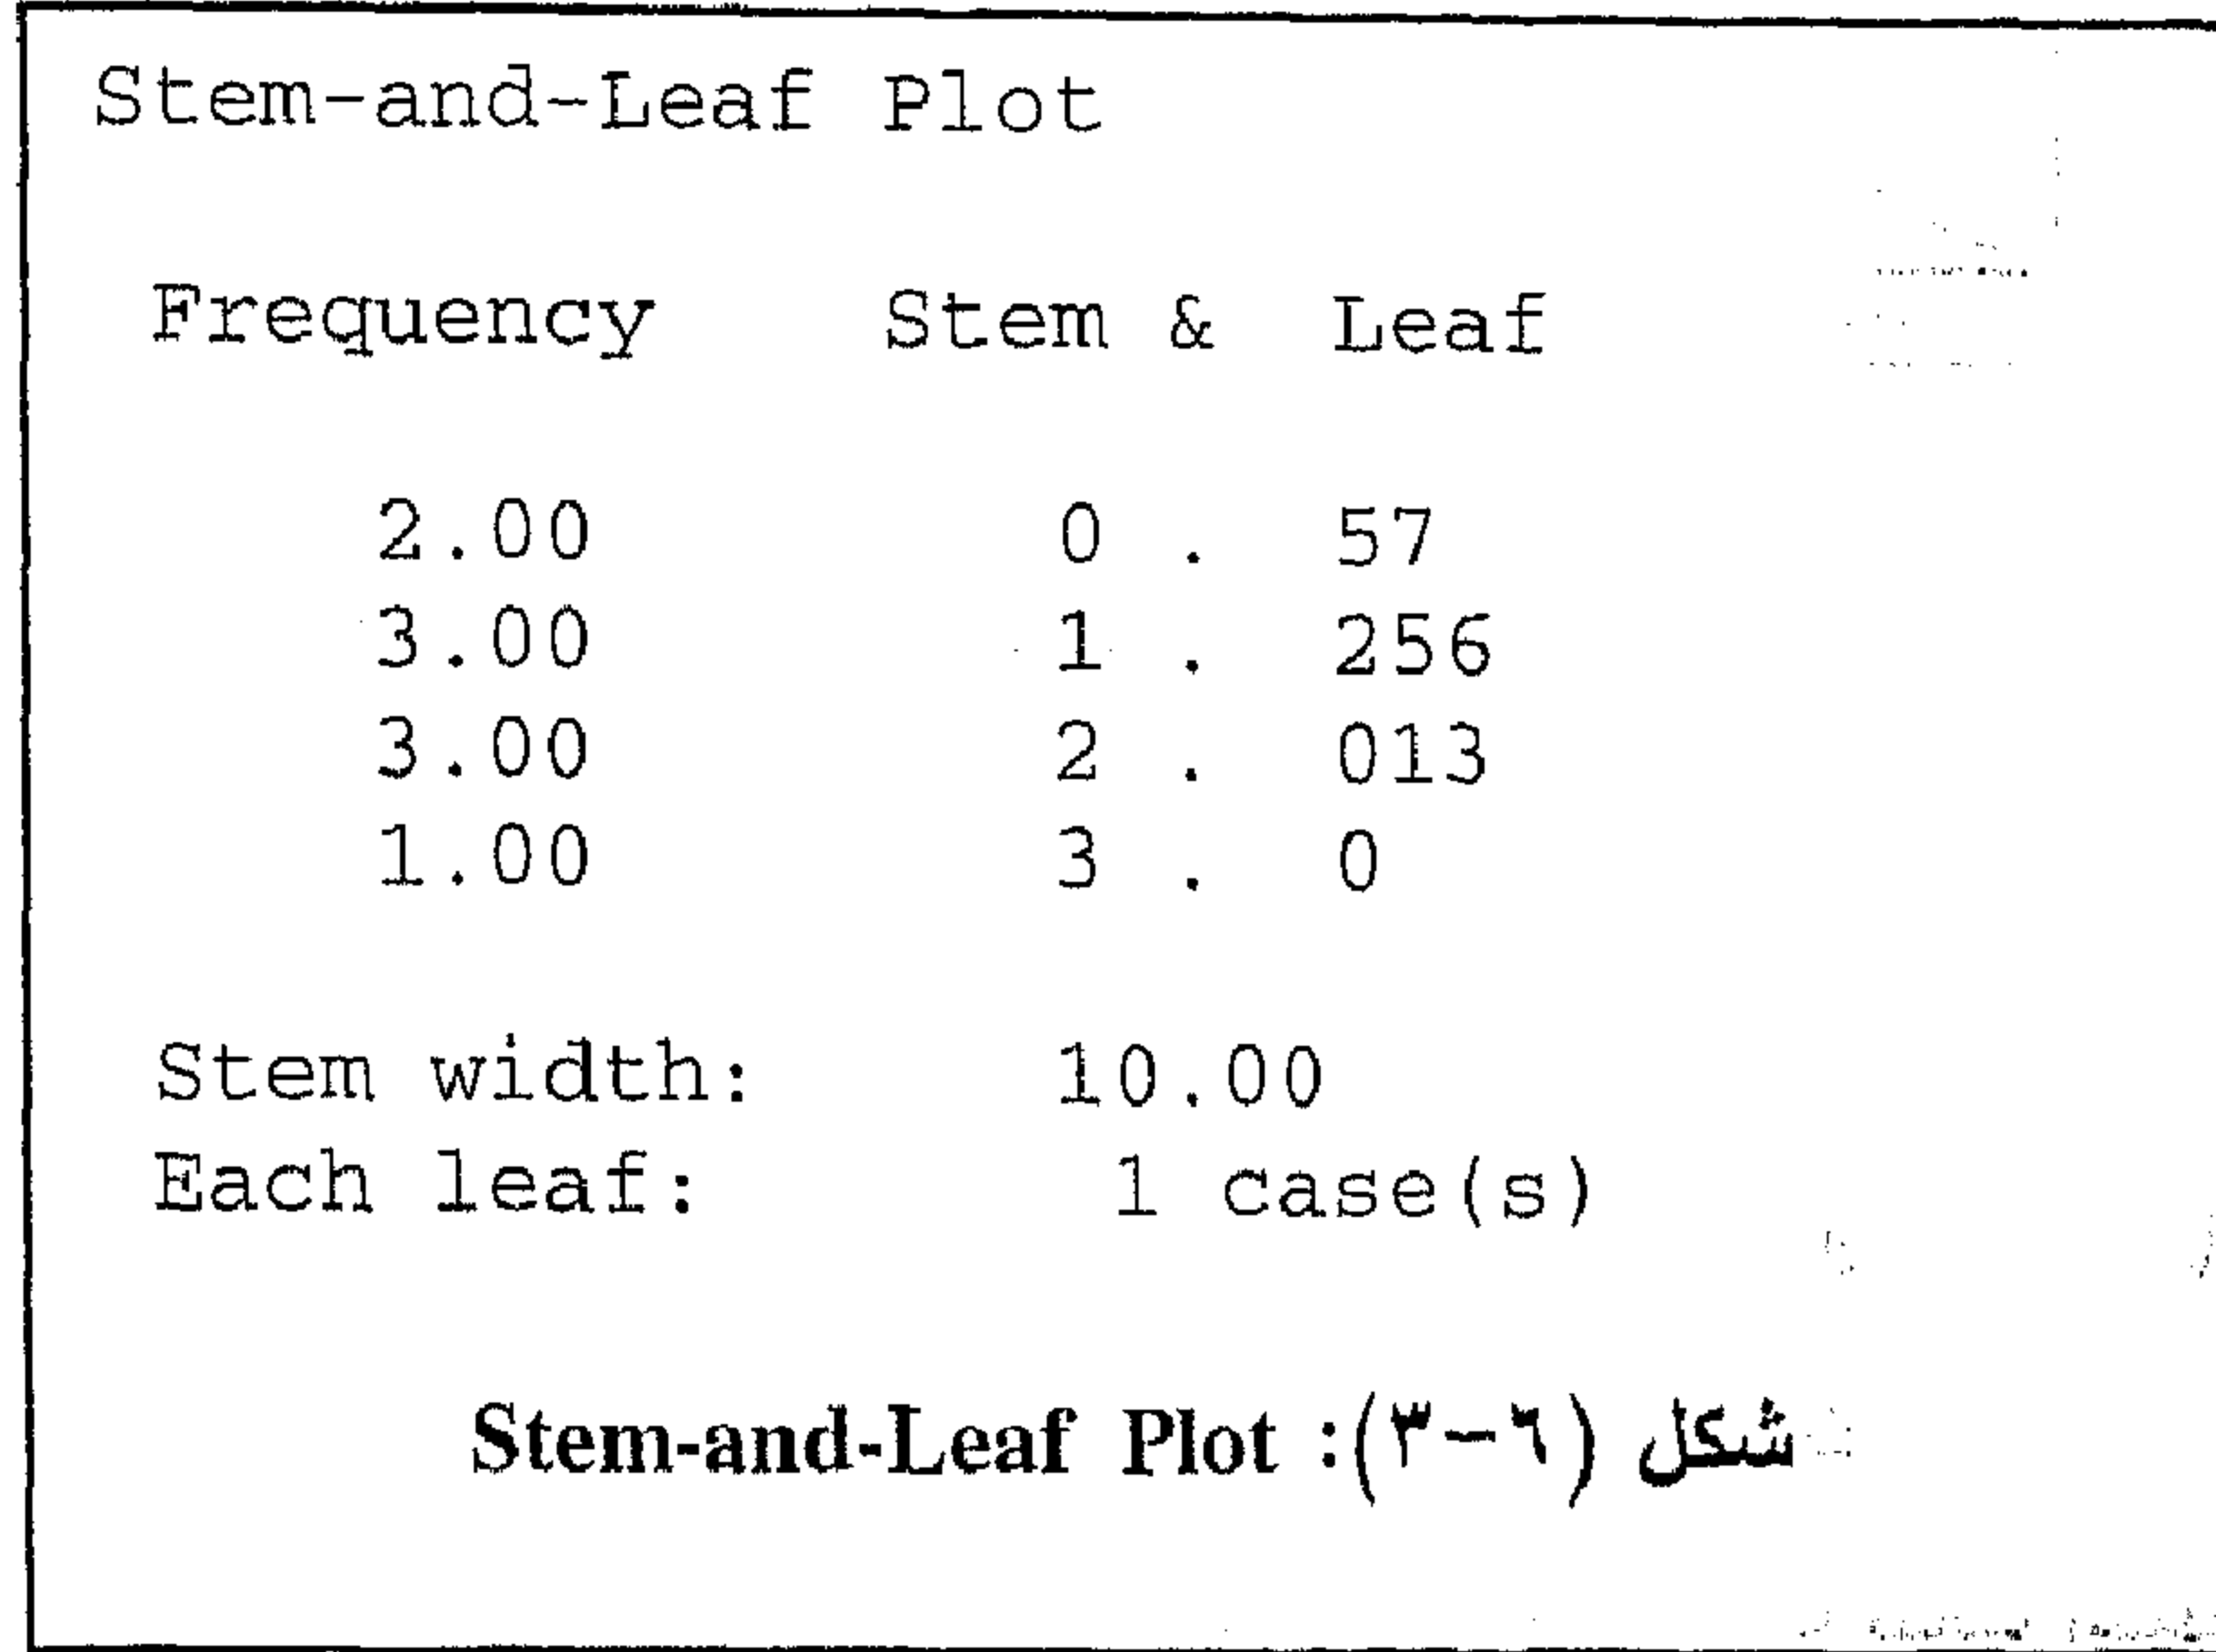 Stem-and-Leaf Plot
Frequency Stem & Leaf
2.00 0 . 57
3.00 1 . 256
3.00 2 . 013
1.00 3 . 0
Stem width: 10.00
Each leaf: 1 case(s)
شكل (٦-٣): Stem-and-Leaf Plot